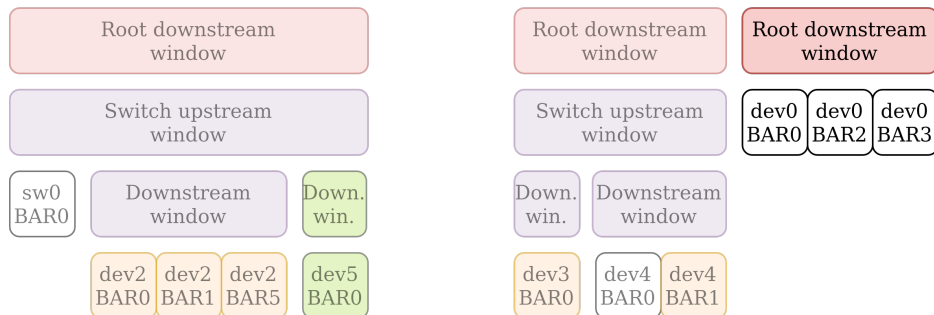 Root downstream
window
Root downstream
window
Root downstream
window
Switch upstream
window
Switch upstream
window
dev0
BAR0
dev0
BAR2
dev0
BAR3
sw0
BAR0
Downstream
window
Down.
win.
Down.
win.
Downstream
window
dev2
BAR0
dev2
BAR1
dev2
BAR5
dev5
BAR0
dev3
BAR0
dev4
BAR0
dev4
BAR1